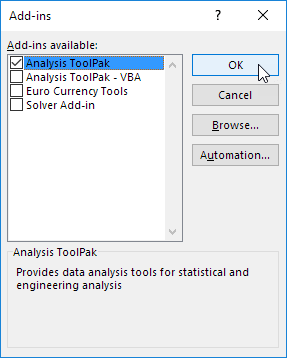 Add-ins
?
Add-ins available:
Analysis ToolPak
Analysis ToolPak - VBA
Euro Currency Tools
Solver Add-in
OK
Cancel
Browse...
Automation...
Analysis ToolPak
Provides data analysis tools for statistical and
engineering analysis